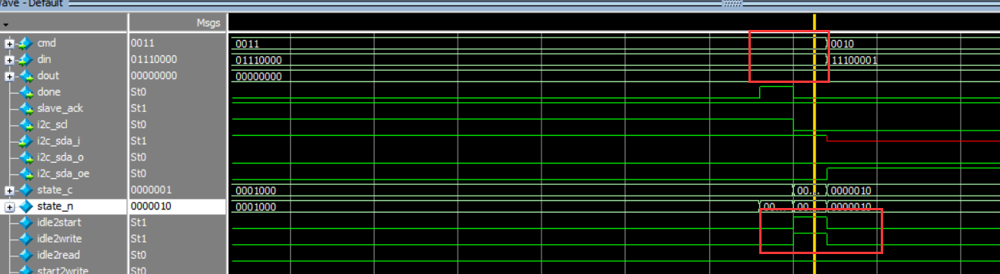 Wave - Default
Msgs
cmd 0011 0011 0010
din 01110000 01110000 11100001
dout 00000000 00000000
done St0
slave_ack St1
i2c_scl St0
i2c_sda_i St1
i2c_sda_o St0
i2c_sda_oe St0
state_c 0000001 0001000 00... 0000010
state_n 0000010 0001000 00... 00... 0000010
idle2start St1
idle2write St1
idle2read St0
start2write St0